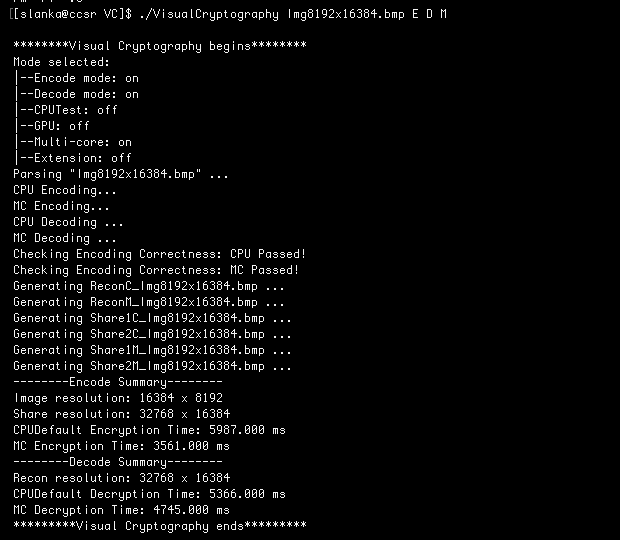 [[slanka@ccsr VC]$ ./VisualCryptography Img8192x16384.bmp E D M
********Visual Cryptography begins********
Mode selected:
|--Encode mode: on
|--Decode mode: on
|--CPUTest: off
|--GPU: off
|--Multi-core: on
|--Extension: off
Parsing "Img8192x16384.bmp" ...
CPU Encoding...
MC Encoding...
CPU Decoding ...
MC Decoding ...
Checking Encoding Correctness: CPU Passed!
Checking Encoding Correctness: MC Passed!
Generating ReconC_Img8192x16384.bmp ...
Generating ReconM_Img8192x16384.bmp ...
Generating Share1C_Img8192x16384.bmp ...
Generating Share2C_Img8192x16384.bmp ...
Generating Share1M_Img8192x16384.bmp ...
Generating Share2M_Img8192x16384.bmp ...
--------Encode Summary--------
Image resolution: 16384 x 8192
Share resolution: 32768 x 16384
CPUDefault Encryption Time: 5987.000 ms
MC Encryption Time: 3561.000 ms
--------Decode Summary--------
Recon resolution: 32768 x 16384
CPUDefault Decryption Time: 5366.000 ms
MC Decryption Time: 4745.000 ms
*********Visual Cryptography ends*********